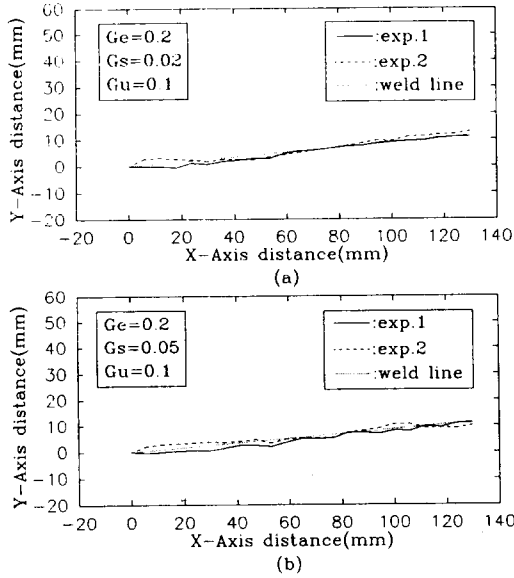 Ge=0.2
Gs=0.02
Gu=0.1
:exp.1
:exp.2
:weld line
Y-Axis distance(mm)
60
50
40
30
20
10
0
-10
-20
-20 0 20 40 60 80 100 120 140
X-Axis distance(mm)
(a)
Ge=0.2
Gs=0.05
Gu=0.1
:exp.1
:exp.2
:weld line
Y-Axis distance(mm)
60
50
40
30
20
10
0
-10
-20
-20 0 20 40 60 80 100 120 140
X-Axis distance(mm)
(b)